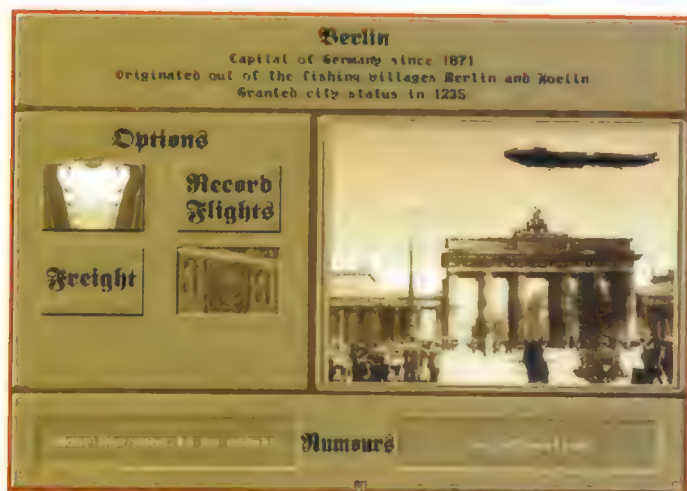 Berlin
Capital of Germany since 1871
Originated out of the fishing villages Berlin and Koelln
Granted city status in 1235
Options
Record
Flights
Freight
Rumours